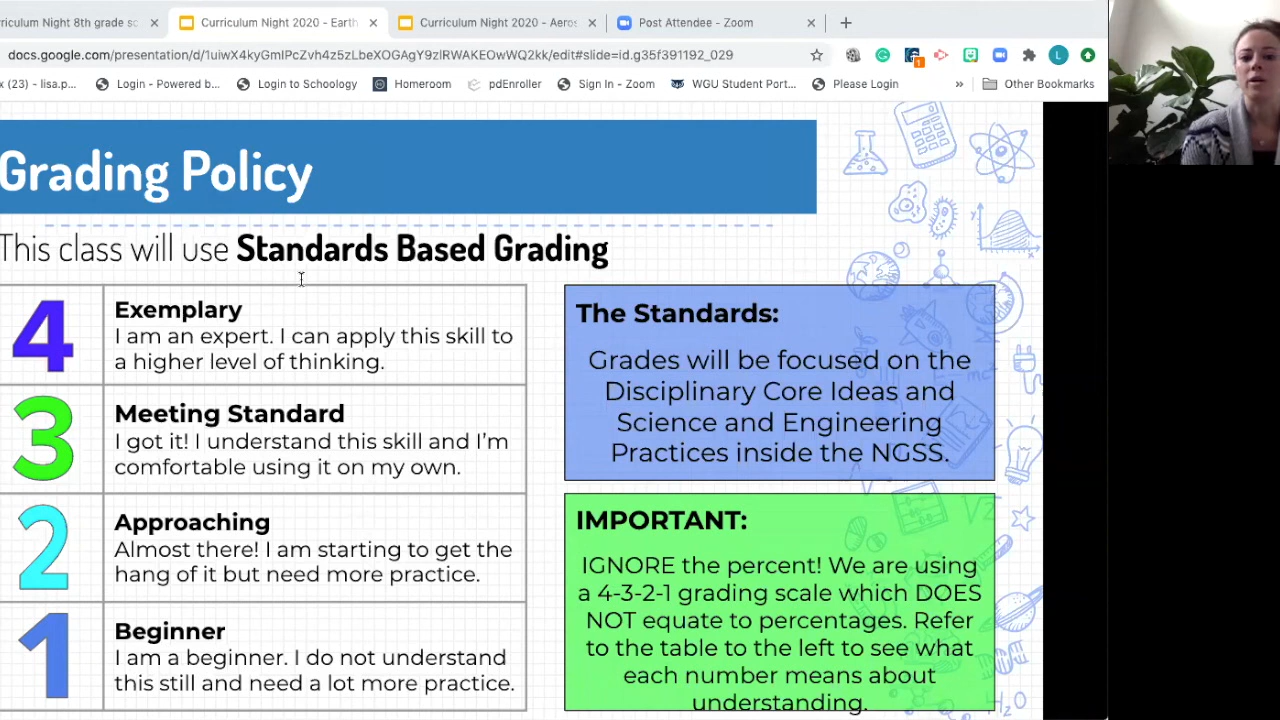 urriculum Night 8th grade sc
Curriculum Night 2020 - Earth
Curriculum Night 2020 - Aeros
Post Attendee - Zoom
docs.google.com/presentation/d/1uiwX4kyGmIPcZvh4z5zLbeXOGAgY9zlRWAKEOwWQ2kk/edit#slide=id.g35f391192_029
x (23) - lisa.p...
Login - Powered b...
Login to Schoology
Homeroom
pdEnroller
Sign In - Zoom
WGU Student Port...
Please Login
»
Other Bookmarks
Grading Policy
This class will use Standards Based Grading
4
Exemplary
I am an expert. I can apply this skill to
a higher level of thinking.
3
Meeting Standard
I got it! I understand this skill and I'm
comfortable using it on my own.
2
Approaching
Almost there! I am starting to get the
hang of it but need more practice.
1
Beginner
I am a beginner. I do not understand
this still and need a lot more practice.
The Standards:
Grades will be focused on the
Disciplinary Core Ideas and
Science and Engineering
Practices inside the NGSS.
IMPORTANT:
IGNORE the percent! We are using
a 4-3-2-1 grading scale which DOES
NOT equate to percentages. Refer
to the table to the left to see what
each number means about
understanding.
H₂O